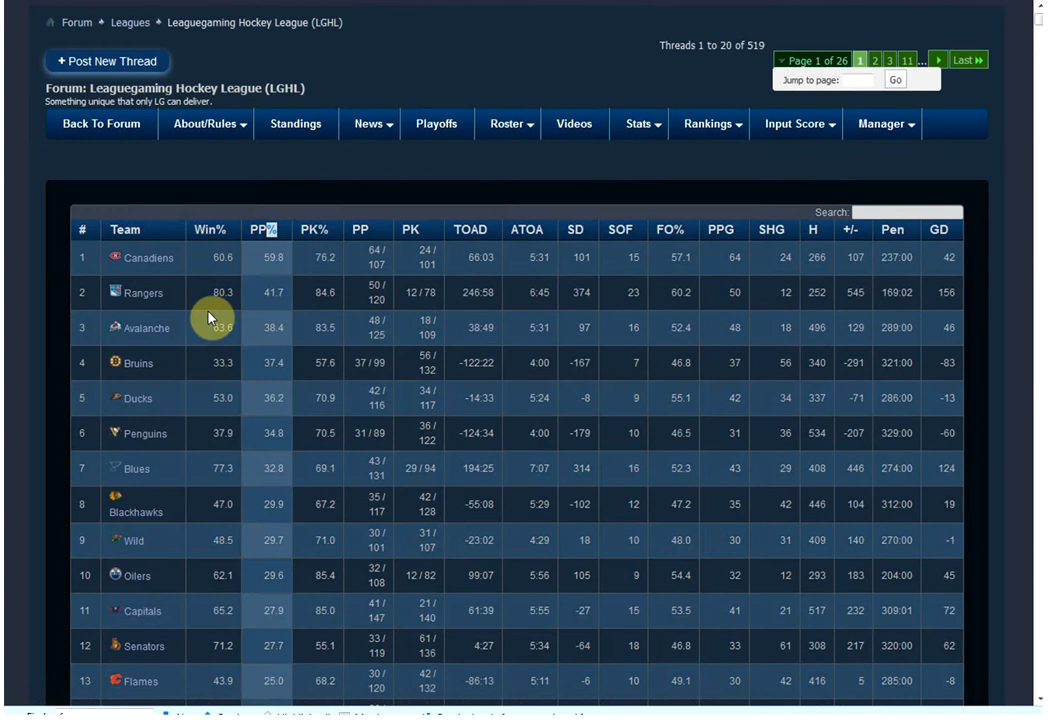 Forum ♠ Leagues ♠ Leaguegaming Hockey League (LGHL)
Threads 1 to 20 of 519
+ Post New Thread
Page 1 of 26 1 2 3 11 ... Last
Jump to page: Go
Forum: Leaguegaming Hockey League (LGHL)
Something unique that only LG can deliver.
Back To Forum About/Rules Standings News Playoffs Roster Videos Stats Rankings Input Score Manager
Search:
# Team Win% PP% PK% PP PK TOAD ATOA SD SOF FO% PPG SHG H +/- Pen GD
1 Canadiens 60.6 59.8 76.2 64 / 107 24 / 101 66:03 5:31 101 15 57.1 64 24 266 107 237:00 42
2 Rangers 80.3 41.7 84.6 50 / 120 12 / 78 246:58 6:45 374 23 60.2 50 12 252 545 169:02 156
3 Avalanche 63.6 38.4 83.5 48 / 125 18 / 109 38:49 5:31 97 16 52.4 48 18 496 129 289:00 46
4 Bruins 33.3 37.4 57.6 37 / 99 56 / 132 -122:22 4:00 -167 7 46.8 37 56 340 -291 321:00 -83
5 Ducks 53.0 36.2 70.9 42 / 116 34 / 117 -14:33 5:24 -8 9 55.1 42 34 337 -71 286:00 -13
6 Penguins 37.9 34.8 70.5 31 / 89 36 / 122 -124:34 4:00 -179 10 46.5 31 36 534 -207 329:00 -60
7 Blues 77.3 32.8 69.1 43 / 131 29 / 94 194:25 7:07 314 16 52.3 43 29 408 446 274:00 124
8 Blackhawks 47.0 29.9 67.2 35 / 117 42 / 128 -55:08 5:29 -102 12 47.2 35 42 446 104 312:00 19
9 Wild 48.5 29.7 71.0 30 / 101 31 / 107 -23:02 4:29 18 10 48.0 30 31 409 140 270:00 -1
10 Oilers 62.1 29.6 85.4 32 / 108 12 / 82 99:07 5:56 105 9 54.4 32 12 293 183 204:00 45
11 Capitals 65.2 27.9 85.0 41 / 147 21 / 140 61:39 5:55 -27 15 53.5 41 21 517 232 309:01 72
12 Senators 71.2 27.7 55.1 33 / 119 61 / 136 4:27 5:34 -64 18 46.8 33 61 308 217 320:00 62
13 Flames 43.9 25.0 68.2 30 / 120 42 / 132 -86:13 5:11 -6 10 49.1 30 42 416 5 285:00 -8